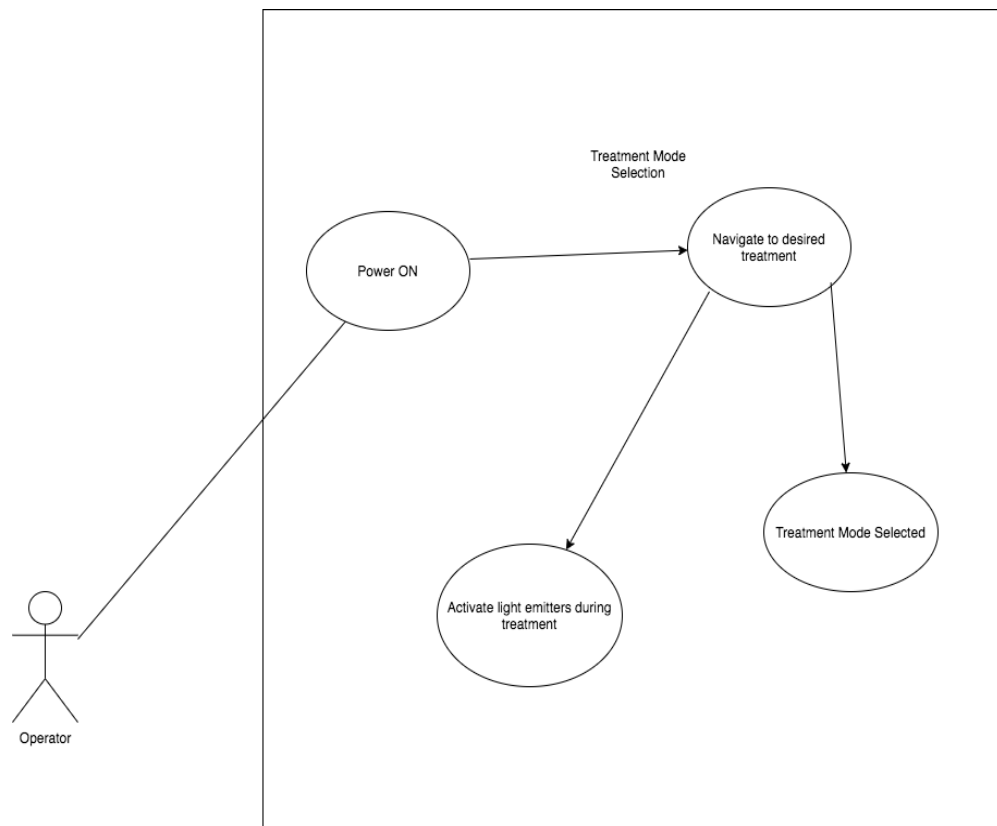 Treatment Mode
Selection
Navigate to desired
treatment
Power ON
Treatment Mode Selected
Activate light emitters during
treatment
Operator